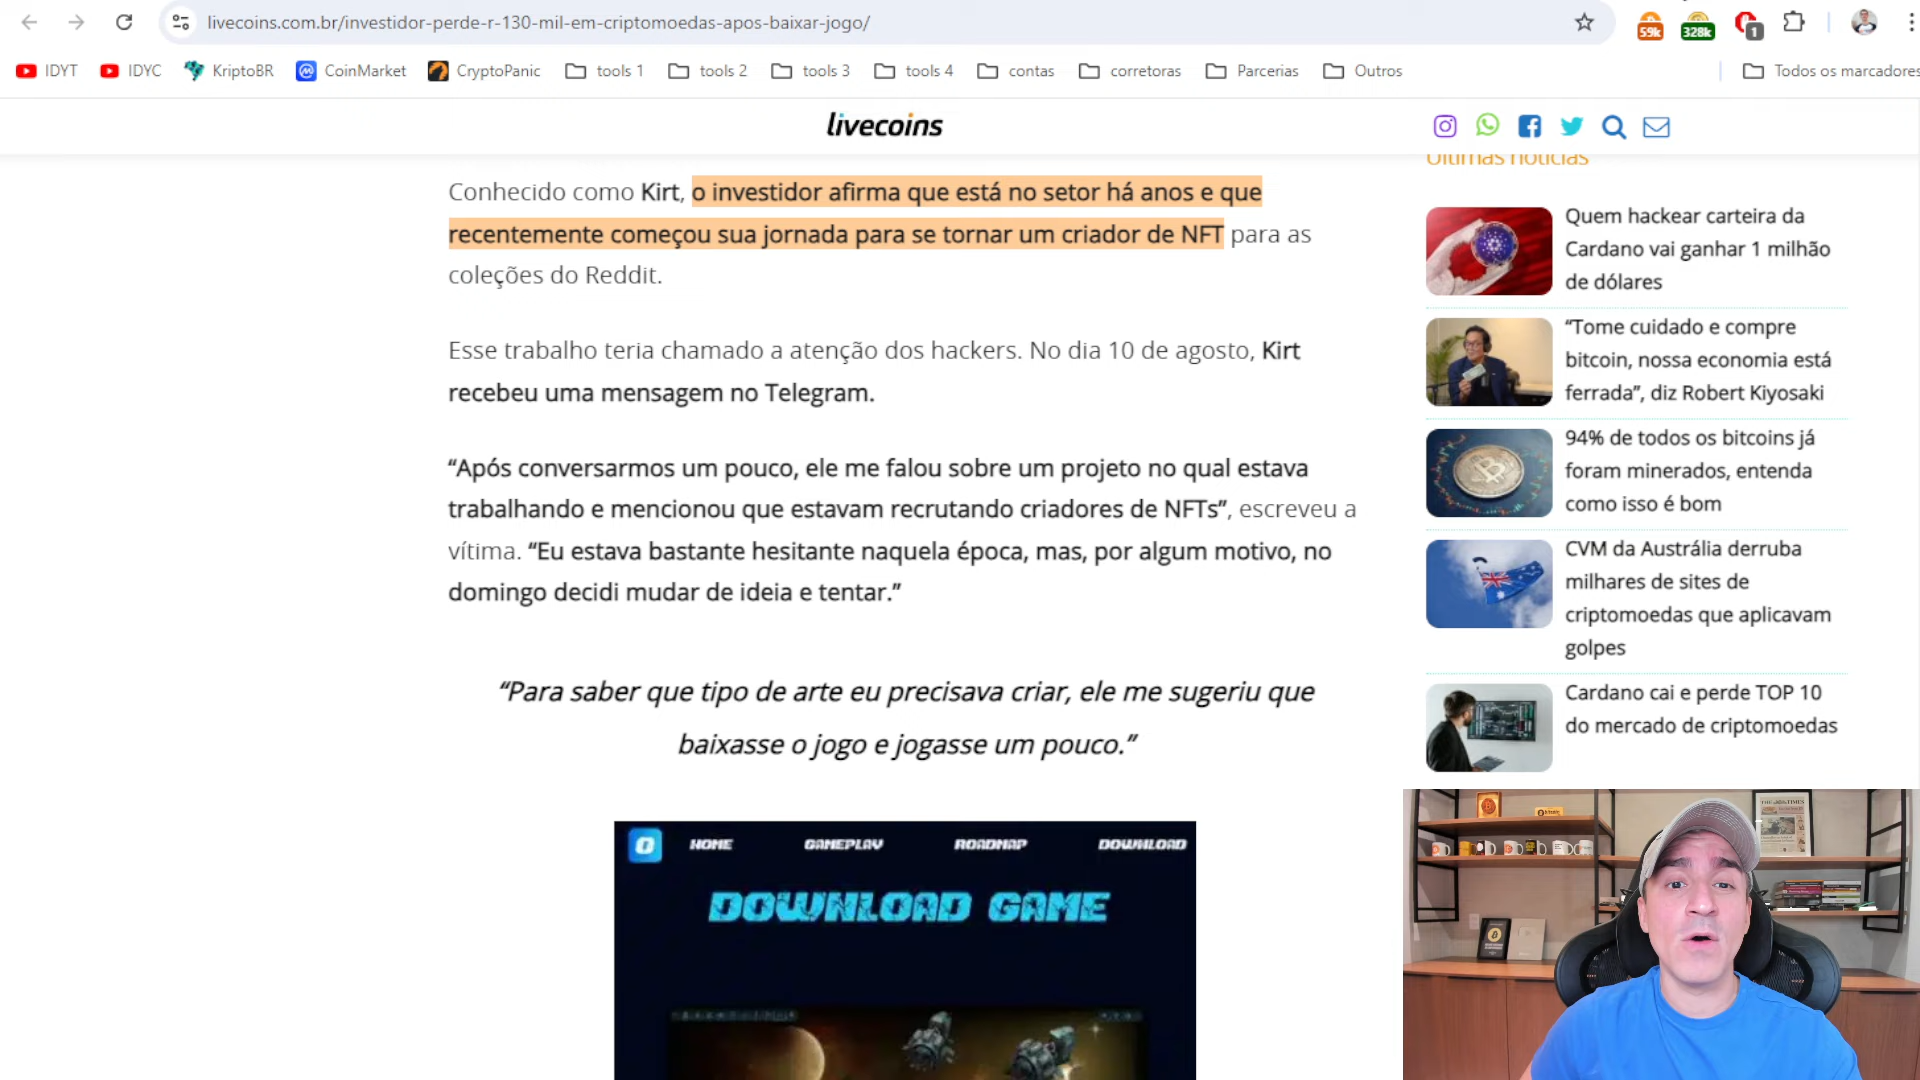 livecoins.com.br/investidor-perde-r-130-mil-em-criptomoedas-apos-baixar-jogo/
59k
328k
1
IDYT
IDYC
KriptoBR
CoinMarket
CryptoPanic
tools 1
tools 2
tools 3
tools 4
contas
corretoras
Parcerias
Outros
Todos os marcadores
livecoins
Conhecido como Kirt, o investidor afirma que está no setor há anos e que
recentemente começou sua jornada para se tornar um criador de NFT para as
coleções do Reddit.
Esse trabalho teria chamado a atenção dos hackers. No dia 10 de agosto, Kirt
recebeu uma mensagem no Telegram.
“Após conversarmos um pouco, ele me falou sobre um projeto no qual estava
trabalhando e mencionou que estavam recrutando criadores de NFTs”, escreveu a
vítima. “Eu estava bastante hesitante naquela época, mas, por algum motivo, no
domingo decidi mudar de ideia e tentar.”
“Para saber que tipo de arte eu precisava criar, ele me sugeriu que
baixasse o jogo e jogasse um pouco.”
HOME
GAMEPLAY
ROADMAP
DOWNLOAD
DOWNLOAD GAME
Últimas notícias
Quem hackear carteira da
Cardano vai ganhar 1 milhão
de dólares
“Tome cuidado e compre
bitcoin, nossa economia está
ferrada”, diz Robert Kiyosaki
94% de todos os bitcoins já
foram minerados, entenda
como isso é bom
CVM da Austrália derruba
milhares de sites de
criptomoedas que aplicavam
golpes
Cardano cai e perde TOP 10
do mercado de criptomoedas